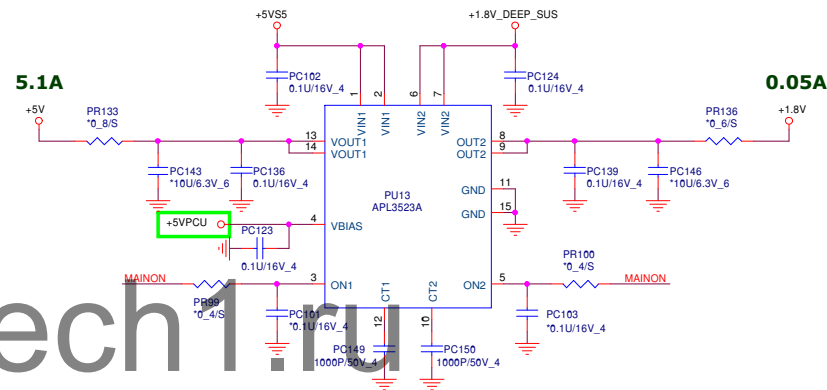 +5VS5
+1.8V_DEEP_SUS
PC102
0.1U/16V_4
PC124
0.1U/16V_4
5.1A
0.05A
+5V
PR133
*0_8/S
1
2
6
7
VIN1
VIN1
VIN2
VIN2
PR136
*0_6/S
+1.8V
13
14
VOUT1
VOUT1
OUT2
OUT2
8
9
PC143
*10U/6.3V_6
PC136
0.1U/16V_4
PC139
0.1U/16V_4
PC146
*10U/6.3V_6
GND
11
PU13
APL3523A
GND
15
+5VPCU
4
VBIAS
PC123
0.1U/16V_4
MAINON
PR99
*0_4/S
3
ON1
CT1
CT2
ON2
5
PR100
*0_4/S
MAINON
PC101
*0.1U/16V_4
12
10
PC103
*0.1U/16V_4
PC149
1000P/50V_4
PC150
1000P/50V_4
ech1.ru